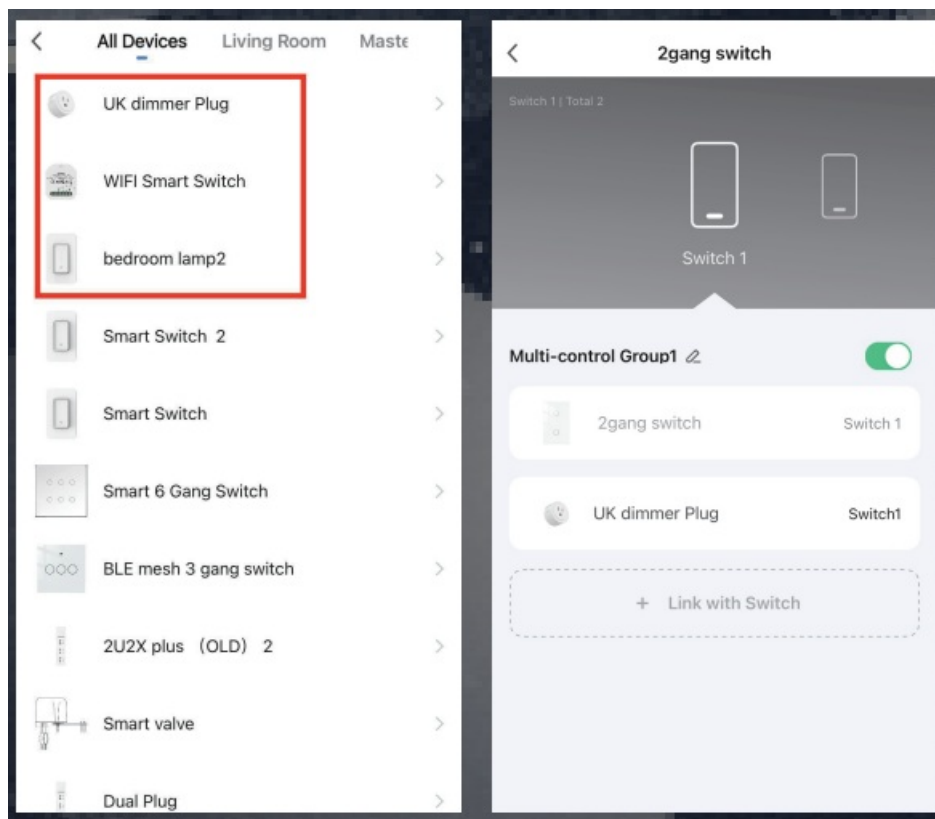 All Devices Living Room Maste
UK dimmer Plug
WIFI Smart Switch
bedroom lamp2
Smart Switch 2
Smart Switch
Smart 6 Gang Switch
BLE mesh 3 gang switch
2U2X plus （OLD） 2
Smart valve
Dual Plug
2gang switch
Switch 1 | Total 2
Switch 1
Multi-control Group1
2gang switch Switch 1
UK dimmer Plug Switch1
+ Link with Switch